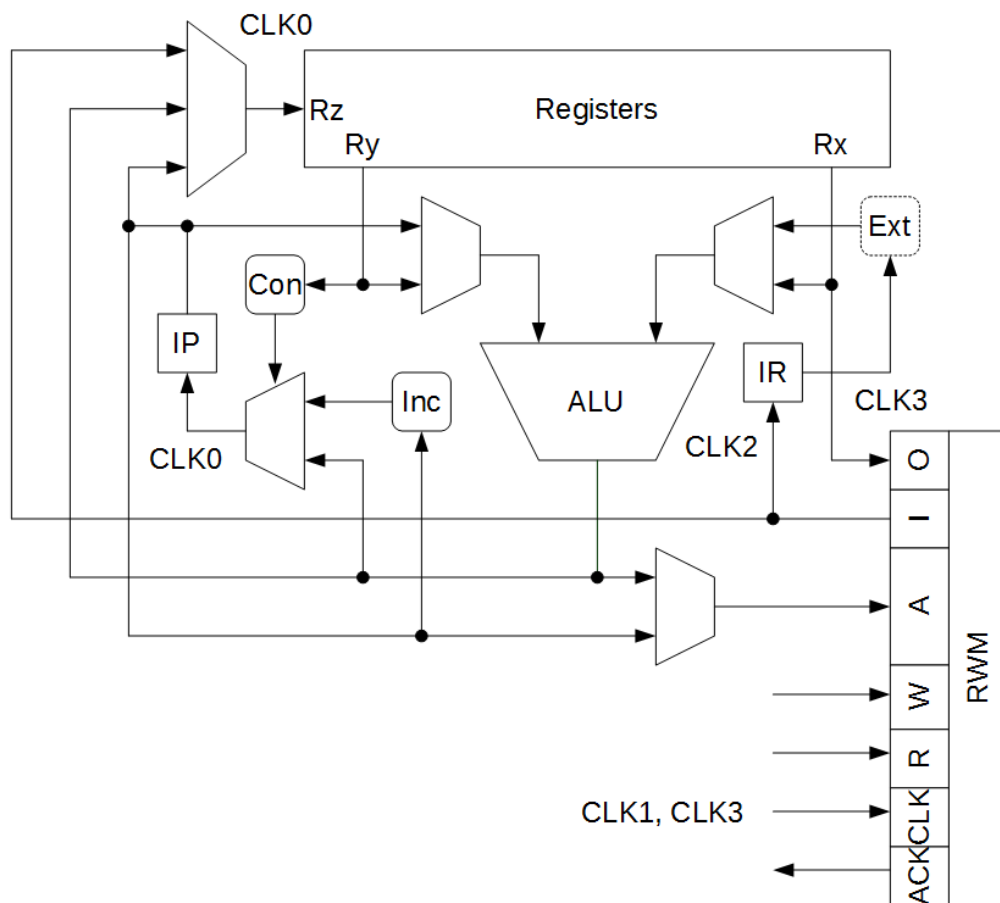 CLK0
Registers
Rz
Ry
Rx
Ext
Con
IP
IR
Inc
ALU
CLK3
CLK0
CLK2
O
I
A
W
RWM
R
CLK1, CLK3
CLK
ACK